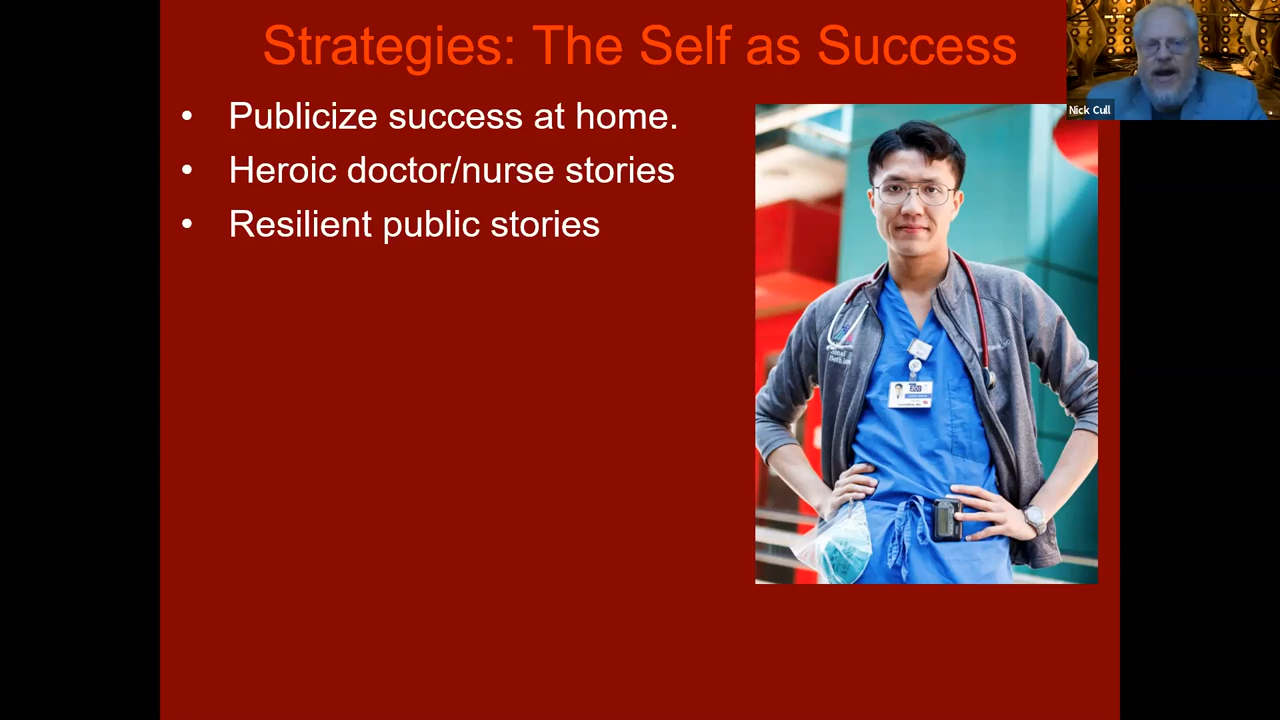 Strategies: The Self as Success
Nick Cull
• Publicize success at home.
• Heroic doctor/nurse stories
• Resilient public stories